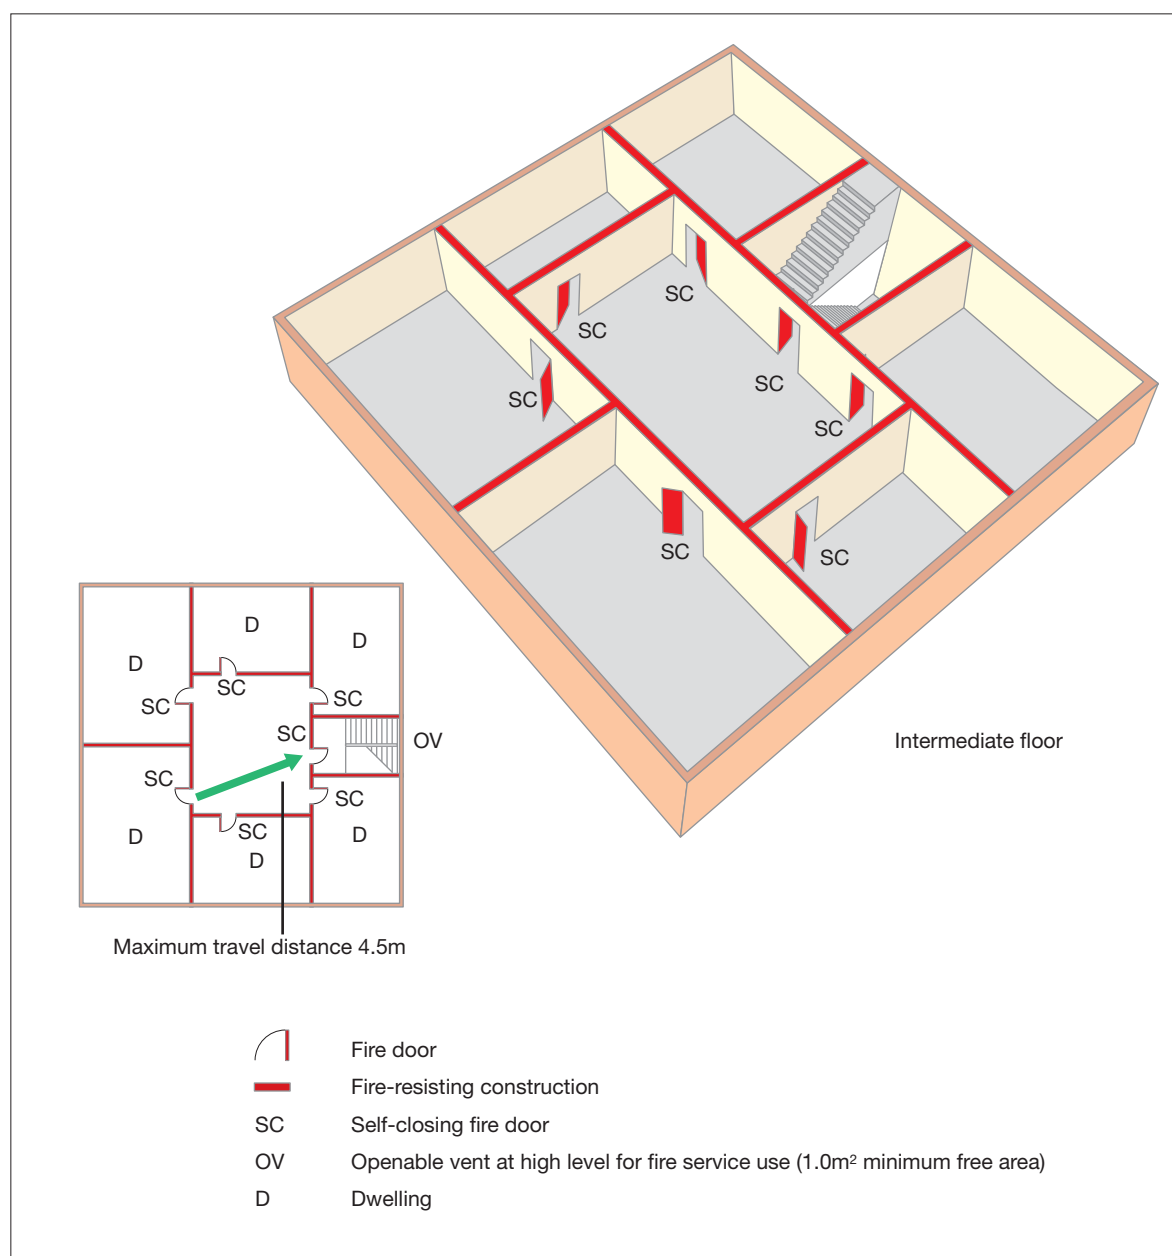 SC
SC
SC
SC
SC
SC
SC
SC
Intermediate floor
D
D
D
SC
SC
SC
SC
OV
SC
SC
SC
D
D
D
Maximum travel distance 4.5m
Fire door
Fire-resisting construction
SC Self-closing fire door
OV Openable vent at high level for fire service use (1.0m² minimum free area)
D Dwelling